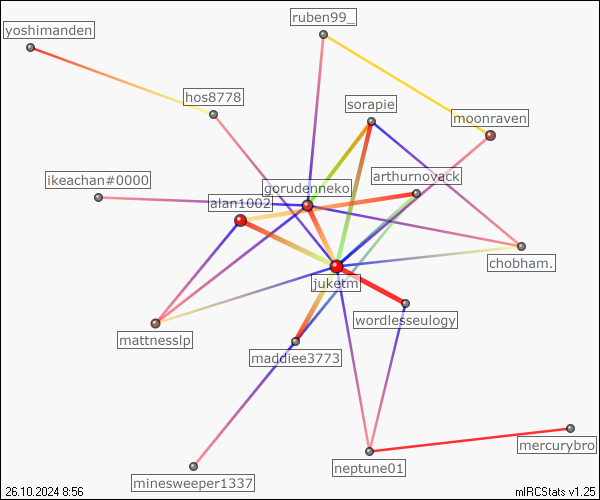 ruben99_
yoshimanden
hos8778
sorapie
moonraven
ikeachan#0000
gorudenneko
arthurnovack
alan1002
chobham.
juketm
wordlesseulogy
mattnesslp
maddiee3773
mercurybro
neptune01
minesweeper1337
26.10.2024 8:56
mIRCStats v1.25